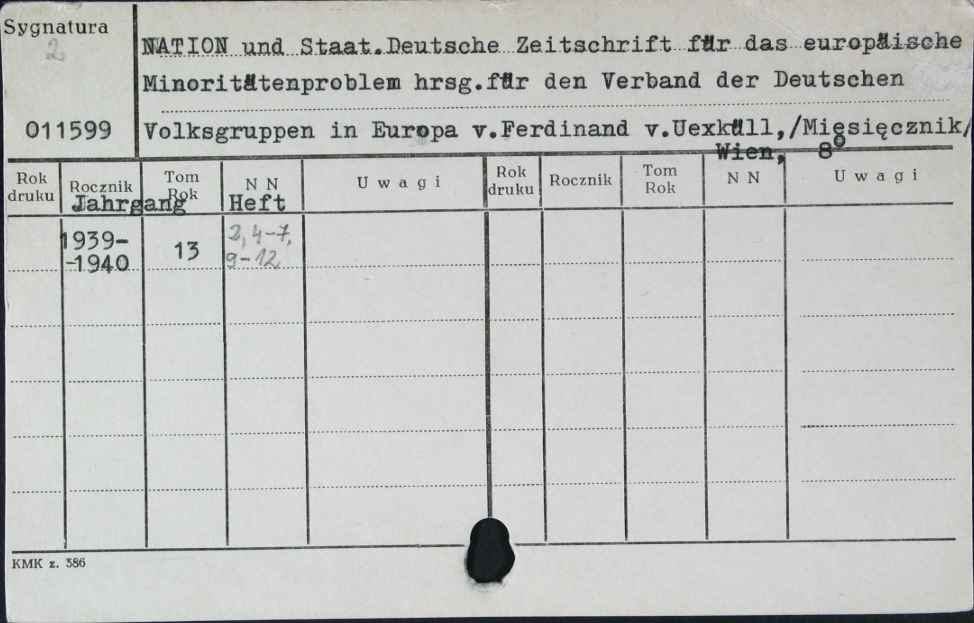 Sygnatura
2
NATION und Staat.Deutsche Zeitschrift für das europäische
Minoritätenproblem hrsg.für den Verband der Deutschen
011599
Volksgruppen in Europa v.Ferdinand v.Uexküll,/Miesięcznik/
Wien, 8°
Rok druku Rocznik Tom Rok N N Uwagi Rok druku Rocznik Tom Rok N N Uwagi
Jahrgang Heft
1939- 13 2, 4-7,
-1940 9-12
KMK z. 386